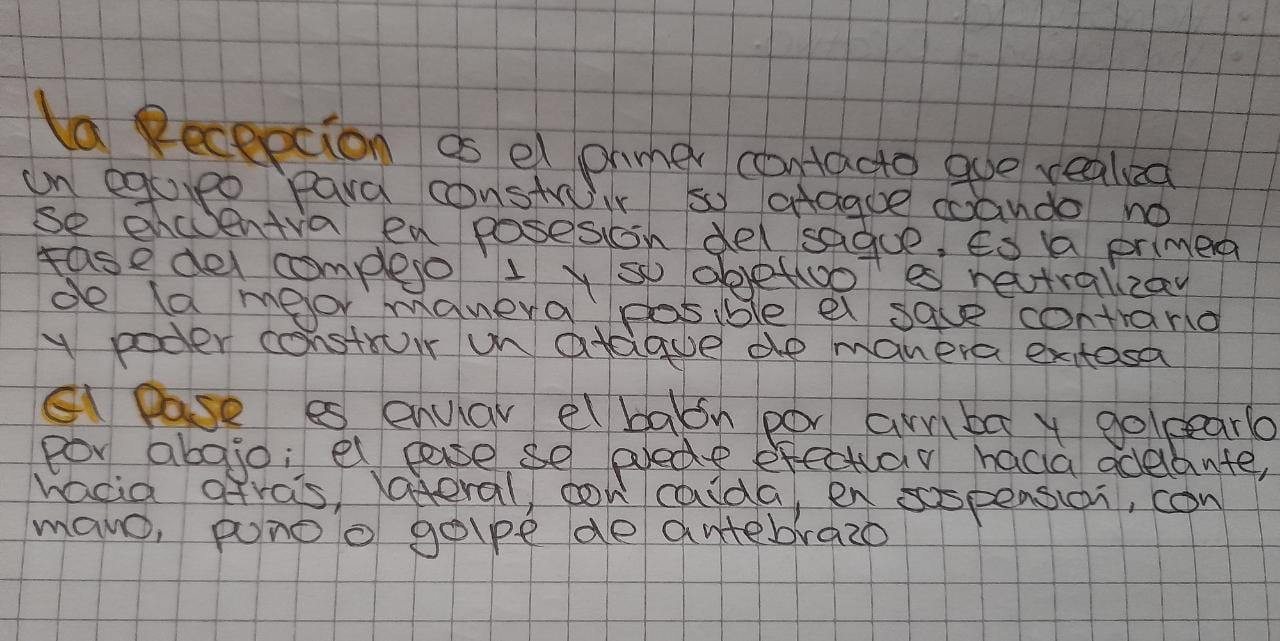 La Recepción es el primer contacto que realiza
un equipo para construir su ataque cuando no
se encuentra en posesión del saque. Es la primera
fase del complejo 1 y su objetivo es neutralizar
de la mejor manera posible el saque contrario
y poder construir un ataque de manera exitosa
El Pase es enviar el balón por arriba y golpearlo
por abajo; el pase se puede efectuar hacia adelante,
hacia atrás, lateral, con caída, en suspensión, con
mano, puno o golpe de antebrazo